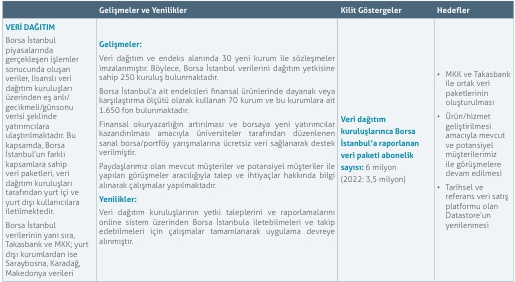 Gelişmeler ve Yenilikler
Kilit Göstergeler
Hedefler
VERİ DAĞITIM
Borsa İstanbul
piyasalarında
gerçekleşen işlemler
sonucunda oluşan
veriler, lisanslı veri
dağıtım kuruluşları
üzerinden eş anlı/
gecikmeli/günsonu
verisi şeklinde
yatırımcılara
ulaştırılmaktadır. Bu
kapsamda, Borsa
İstanbul'un farklı
kapsamlara sahip
veri paketleri, veri
dağıtım kuruluşları
tarafından yurt içi ve
yurt dışı kullanıcılara
iletilmektedir.
Borsa İstanbul
verilerinin yanı sıra,
Takasbank ve MKK; yurt
dışı kurumlardan ise
Saraybosna, Karadağ,
Makedonya verileri
Gelişmeler:
Veri dağıtım ve endeks alanında 30 yeni kurum ile sözleşmeler
imzalanmıştır. Böylece, Borsa İstanbul verilerini dağıtım yetkisine
sahip 250 kuruluş bulunmaktadır.
Borsa İstanbul'a ait endeksleri finansal ürünlerinde dayanak veya
karşılaştırma ölçütü olarak kullanan 70 kurum ve bu kurumlara ait
1.650 fon bulunmaktadır.
Finansal okuryazarlığın artırılması ve borsaya yeni yatırımcılar
kazandırılması amacıyla üniversiteler tarafından düzenlenen
sanal borsa/portföy yarışmalarına ücretsiz veri sağlanarak destek
verilmiştir.
Paydaşlarımız olan mevcut müşteriler ve potansiyel müşteriler ile
yapılan görüşmeler aracılığıyla talep ve ihtiyaçlar hakkında bilgi
alınarak çalışmalar yapılmaktadır.
Yenilikler:
Veri dağıtım kuruluşlarının yetki taleplerini ve raporlamalarını
online sistem üzerinden Borsa İstanbula iletebilmeleri ve takip
edebilmeleri için çalışmalar tamamlanarak uygulama devreye
alınmıştır.
Veri dağıtım
kuruluşlarınca Borsa
İstanbul'a raporlanan
veri paketi abonelik
sayısı: 6 milyon
(2022: 3,5 milyon)
• MKK ve Takasbank
ile ortak veri
paketlerinin
oluşturulması
• Ürün/hizmet
geliştirilmesi
amacıyla mevcut
ve potansiyel
müşterilerimiz
ile görüşmelere
devam edilmesi
• Tarihsel ve
referans veri satış
platformu olan
Datastore'un
yenilenmesi